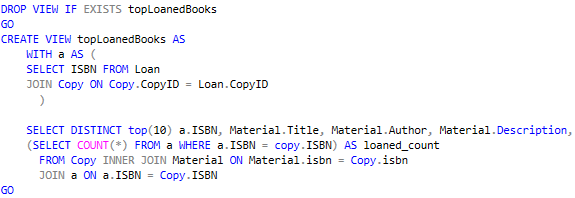 DROP VIEW IF EXISTS topLoanedBooks
GO
CREATE VIEW topLoanedBooks AS
WITH a AS (
SELECT ISBN FROM Loan
JOIN Copy ON Copy.CopyID = Loan.CopyID
)
SELECT DISTINCT top(10) a.ISBN, Material.Title, Material.Author, Material.Description,
(SELECT COUNT(*) FROM a WHERE a.ISBN = copy.ISBN) AS loaned_count
FROM Copy INNER JOIN Material ON Material.isbn = Copy.isbn
JOIN a ON a.ISBN = Copy.ISBN
GO